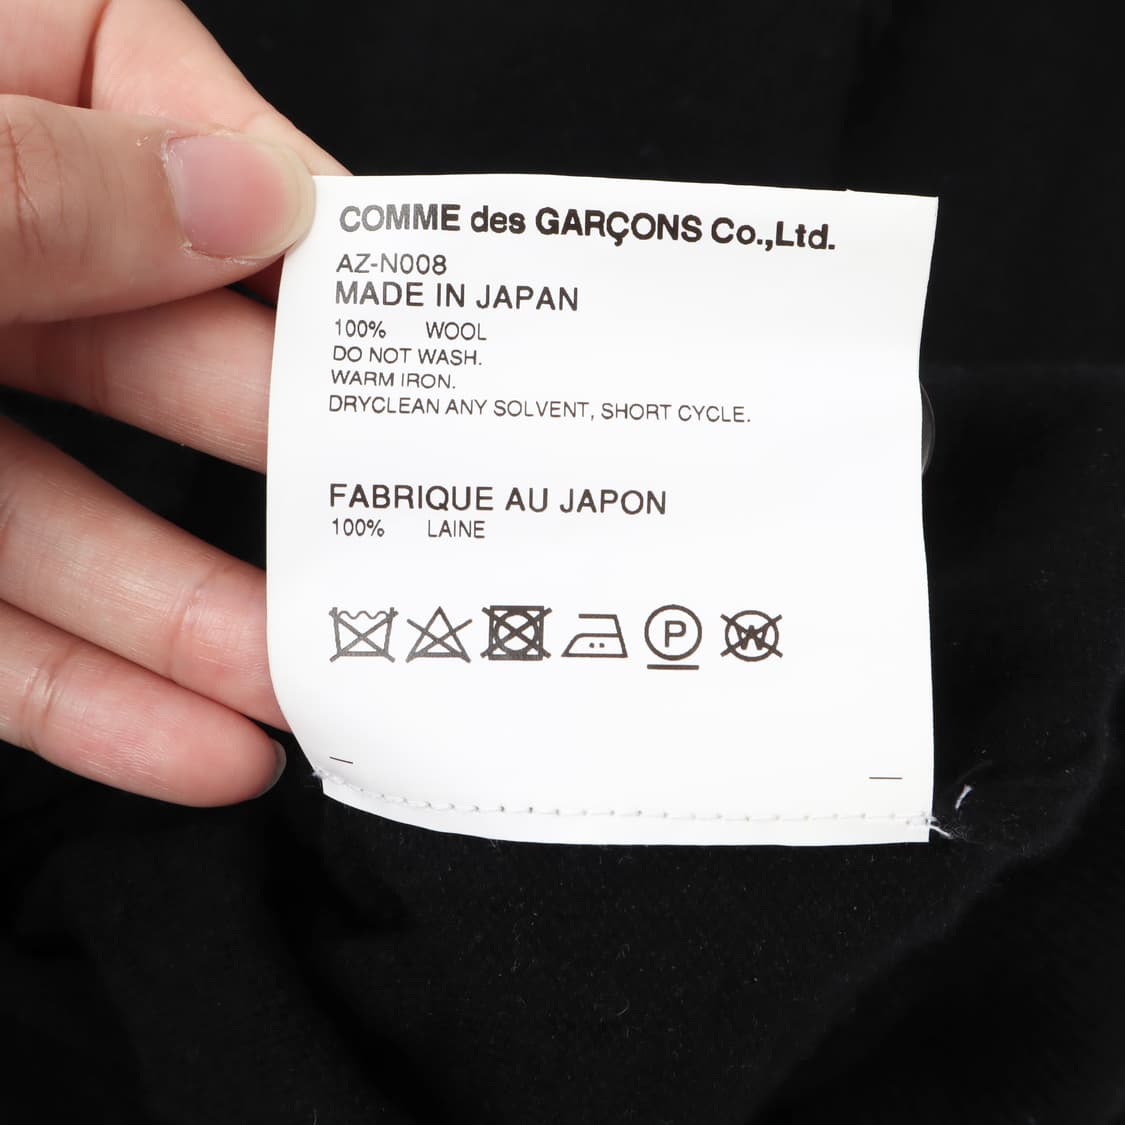 COMME des GARÇONS Co.,Ltd.
AZ-N008
MADE IN JAPAN
100% WOOL
DO NOT WASH.
WARM IRON.
DRYCLEAN ANY SOLVENT, SHORT CYCLE.
FABRIQUE AU JAPON
100% LAINE
P W